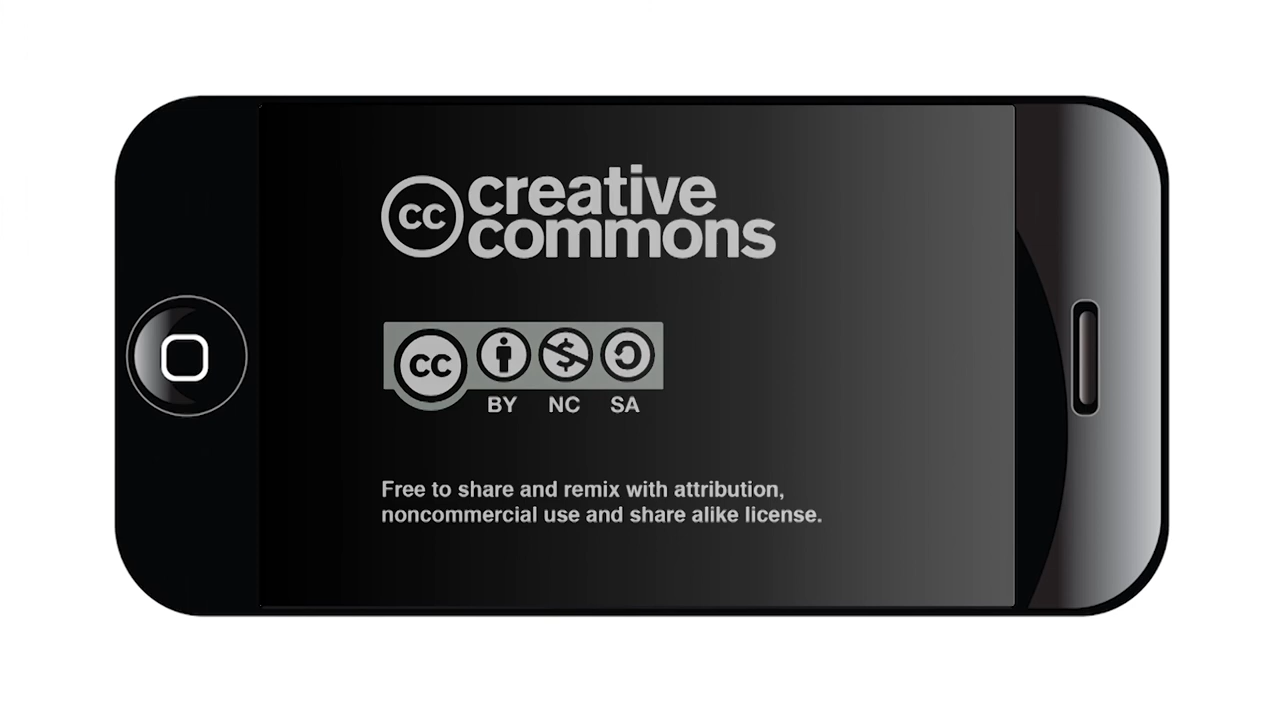 cc creative
commons
cc
BY NC SA
Free to share and remix with attribution,
noncommercial use and share alike license.